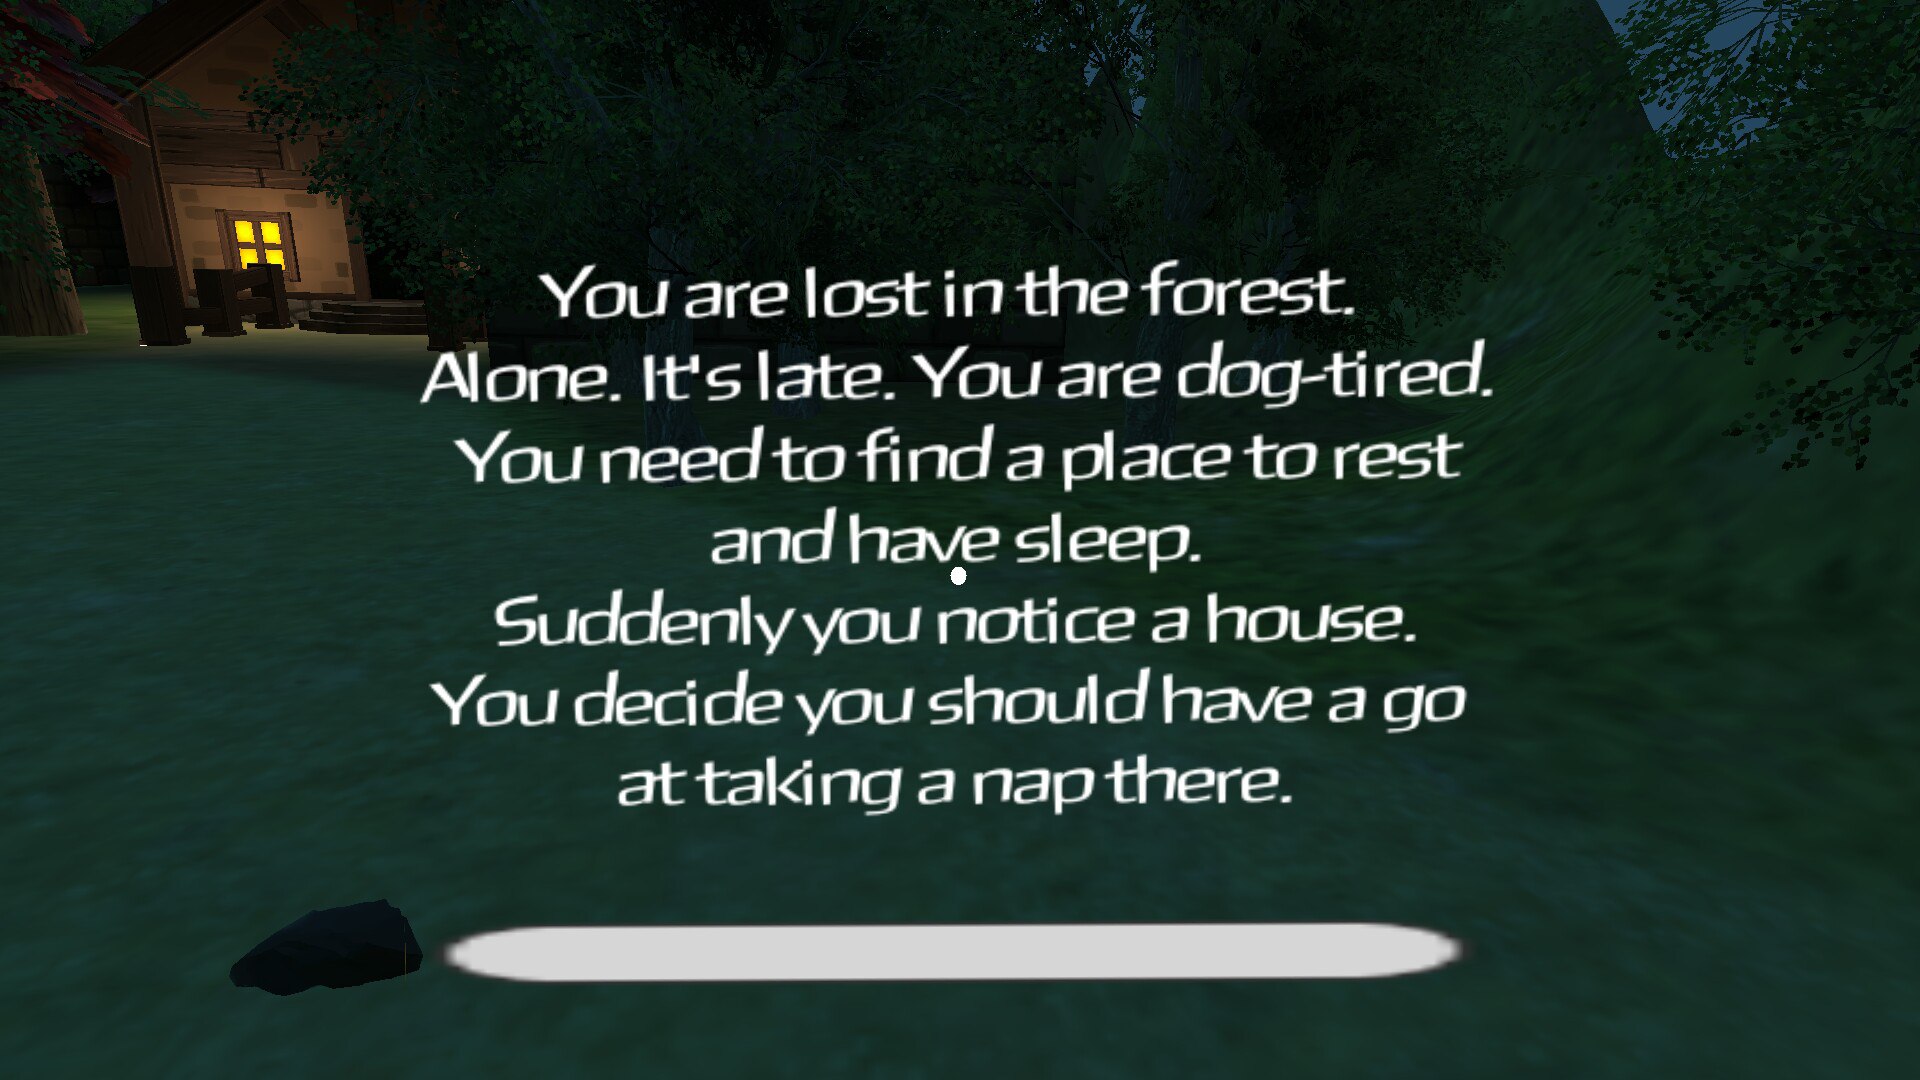 You are lost in the forest.
Alone. It's late. You are dog-tired.
You need to find a place to rest
and have sleep.
Suddenly you notice a house.
You decide you should have a go
at taking a nap there.